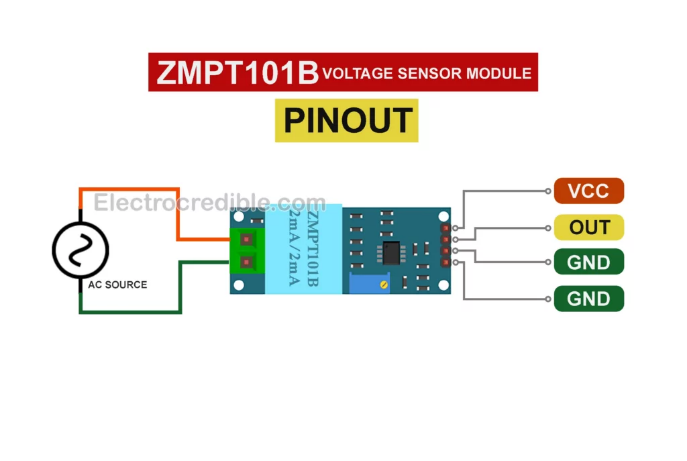 ZMPT101B VOLTAGE SENSOR MODULE
PINOUT
Electrocredible.com
AC SOURCE
ZMPT101B
2mA/2mA
VCC
OUT
GND
GND